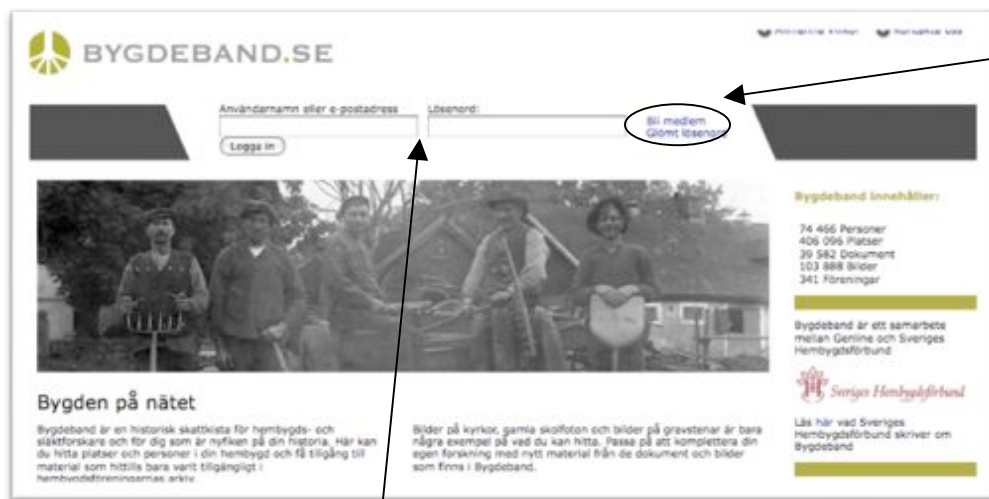 BYGDEBAND.SE
Användarnamn eller e-postadress
Lösenord:
Bli medlem
Glömt lösenord
Logga in
Bygdeband innehåller:
74 466 Personer
406 096 Platser
39 582 Dokument
103 888 Bilder
341 Föreningar
Bygdeband är ett samarbete
mellan Genline och Sveriges
Hembygdsförbund
Sveriges Hembygdsförbund
Läs här vad Sveriges
Hembygdsförbund skriver om
Bygdeband
Bygden på nätet
Bygdeband är en historisk skattkista för hembygds- och
släktforskare och för dig som är nyfiken på din historia. Här kan
du hitta platser och personer i din hembygd och få tillgång till
material som hittills bara varit tillgängligt i
hembygdsföreningarnas arkiv.
Bilder på kyrkor, gamla skolfoton och bilder på gravstenar är bara
några exempel på vad du kan hitta. Passa på att komplettera din
egen forskning med nytt material från de dokument och bilder
som finns i Bygdeband.